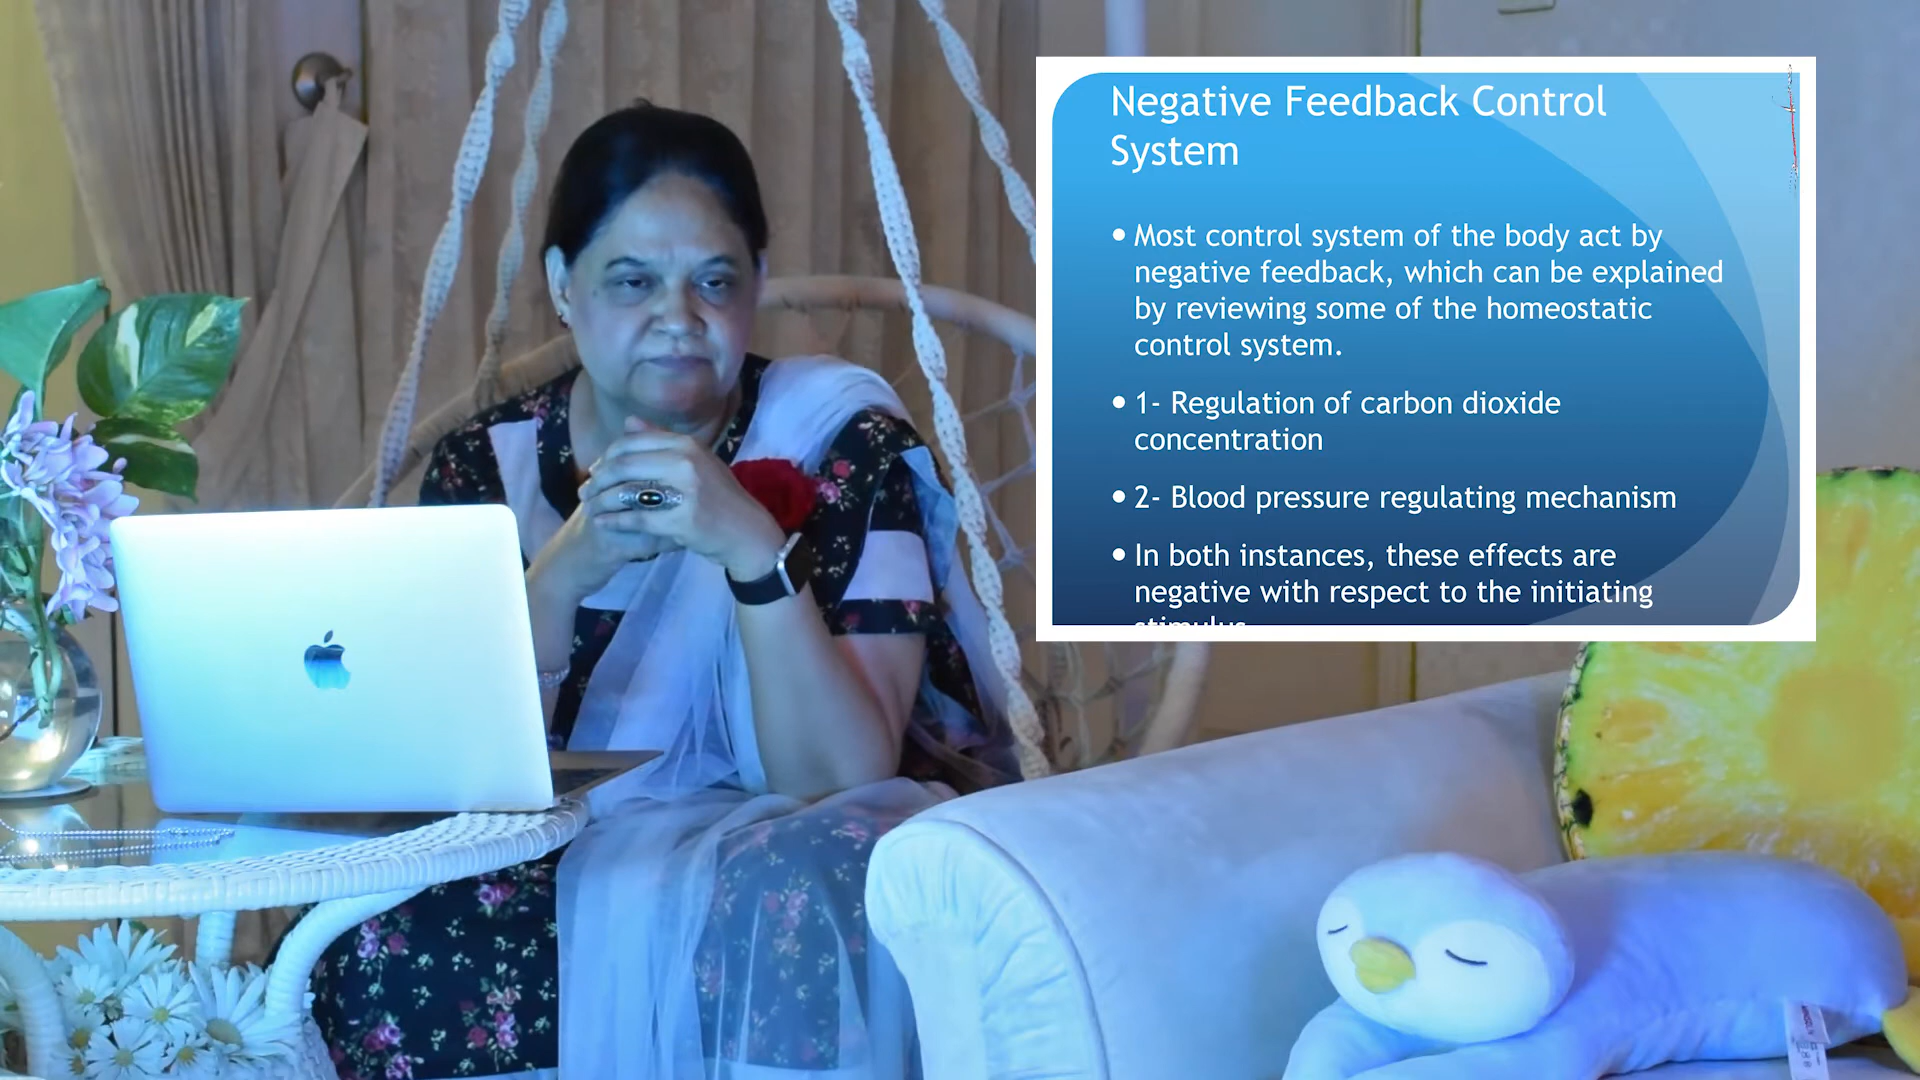 Negative Feedback Control
System
• Most control system of the body act by
negative feedback, which can be explained
by reviewing some of the homeostatic
control system.
• 1- Regulation of carbon dioxide
concentration
• 2- Blood pressure regulating mechanism
• In both instances, these effects are
negative with respect to the initiating
stimulus